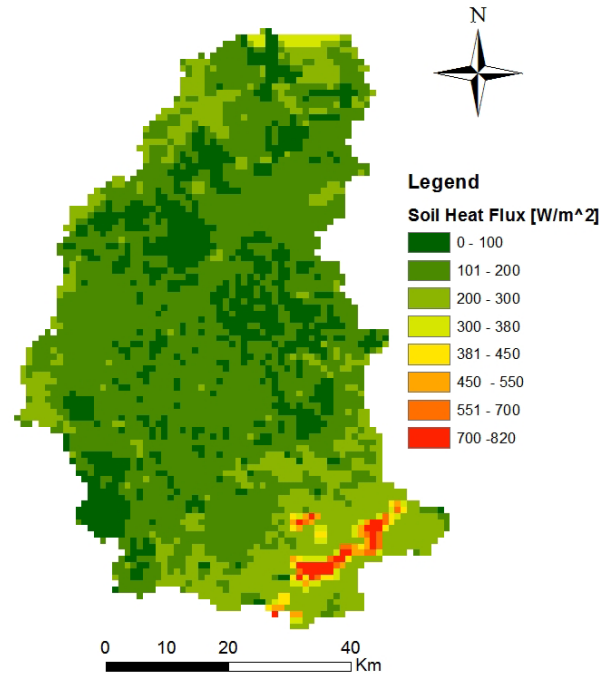 N
Legend
Soil Heat Flux [W/m^2]
0 - 100
101 - 200
200 - 300
300 - 380
381 - 450
450 - 550
551 - 700
700 -820
0 10 20 40
Km